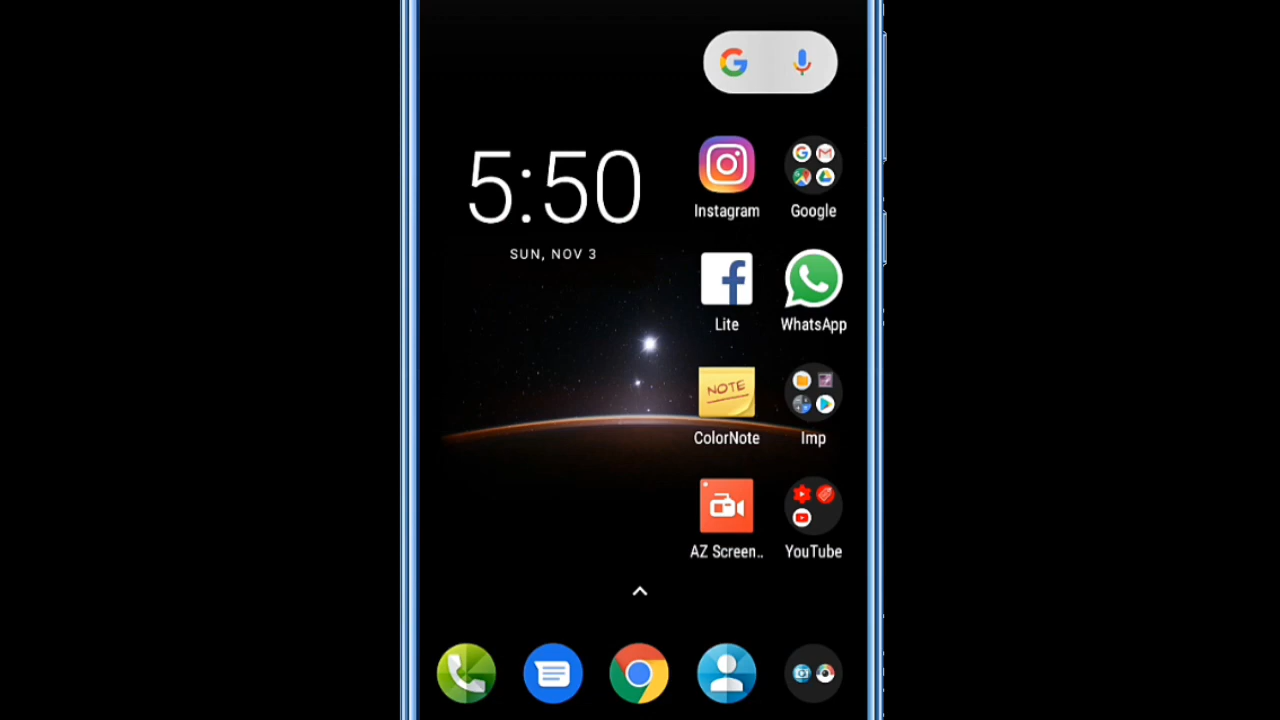 5:50
SUN, NOV 3
Instagram
Google
Lite
WhatsApp
NOTE
ColorNote
Imp
AZ Screen..
YouTube